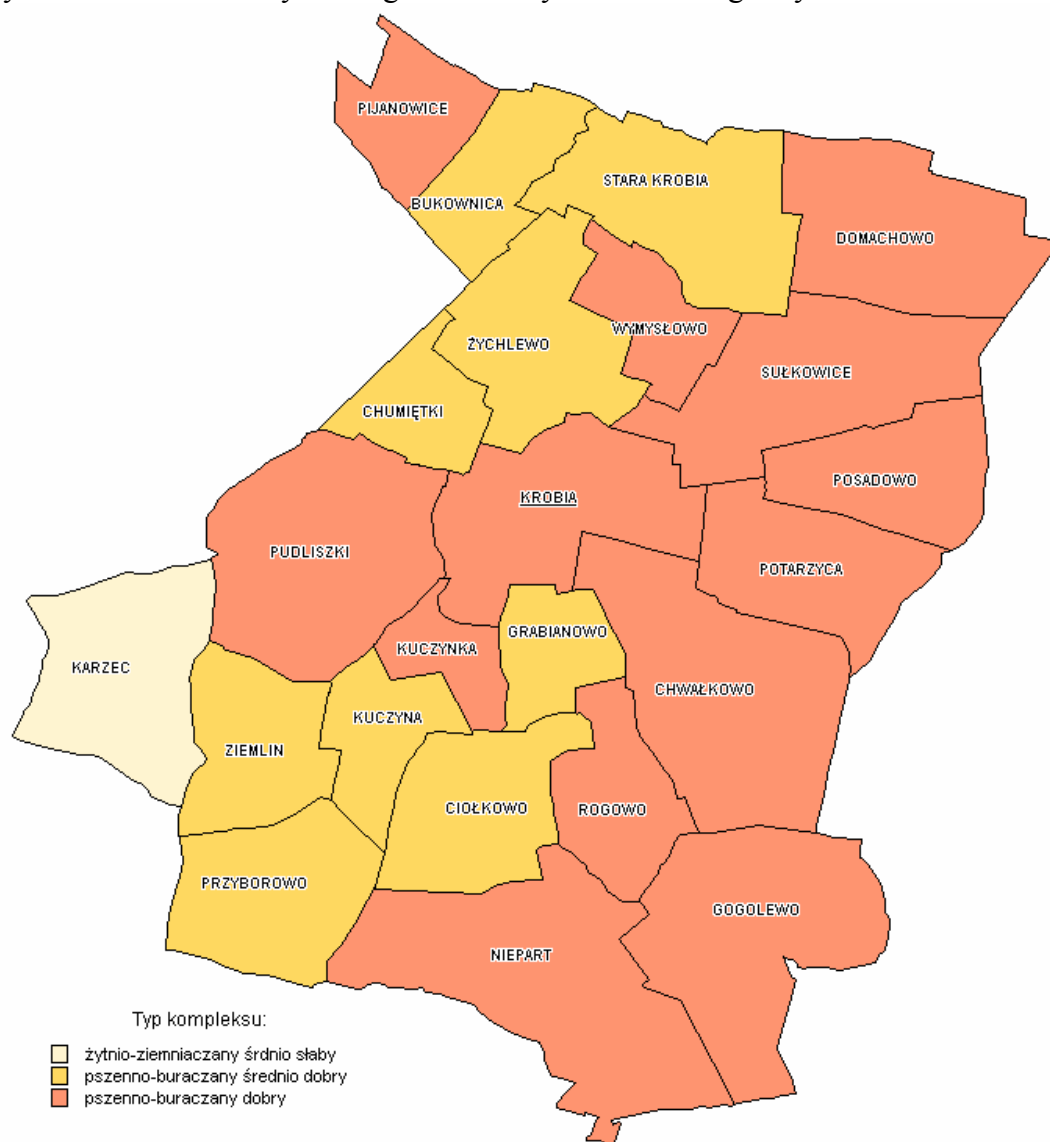 PIJANOWICE
STARA KROBIA
BUKOWNICA
DOMACHOWO
WYMYSŁOWO
ŻYCHLEWO
SUŁKOWICE
CHUMIĘTKI
POSADOWO
KROBIA
PUDLISZKI
POTARZYCA
GRABIANOWO
KUCZYNKA
KARZEC
CHWAŁKOWO
KUCZYNA
ZIEMLIN
CIOŁKOWO
ROGOWO
PRZYBOROWO
GOGOLEWO
NIEPART
Typ kompleksu:
żytnio-ziemniaczany śrdnio słaby
pszenno-buraczany średnio dobry
pszenno-buraczany dobry